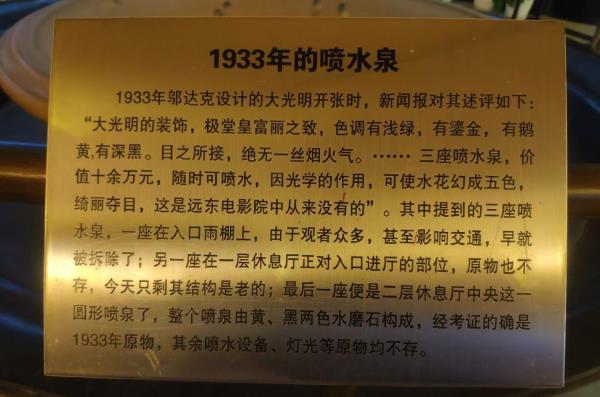 1933年的喷水泉
1933年邬达克设计的大光明开张时，新闻报对其述评如下：
“大光明的装饰，极堂皇富丽之致，色调有浅绿，有鎏金，有鹅
黄,有深黑。目之所接，绝无一丝烟火气。…… 三座喷水泉，价
值十余万元，随时可喷水，因光学的作用，可使水花幻成五色，
绮丽夺目，这是远东电影院中从来没有的”。其中提到的三座喷
水泉，一座在入口雨棚上，由于观者众多，甚至影响交通，早就
被拆除了；另一座在一层休息厅正对入口进厅的部位，原物也不
存，今天只剩其结构是老的；最后一座便是二层休息厅中央这一
圆形喷泉了，整个喷泉由黄、黑两色水磨石构成，经考证的确是
1933年原物，其余喷水设备、灯光等原物均不存。